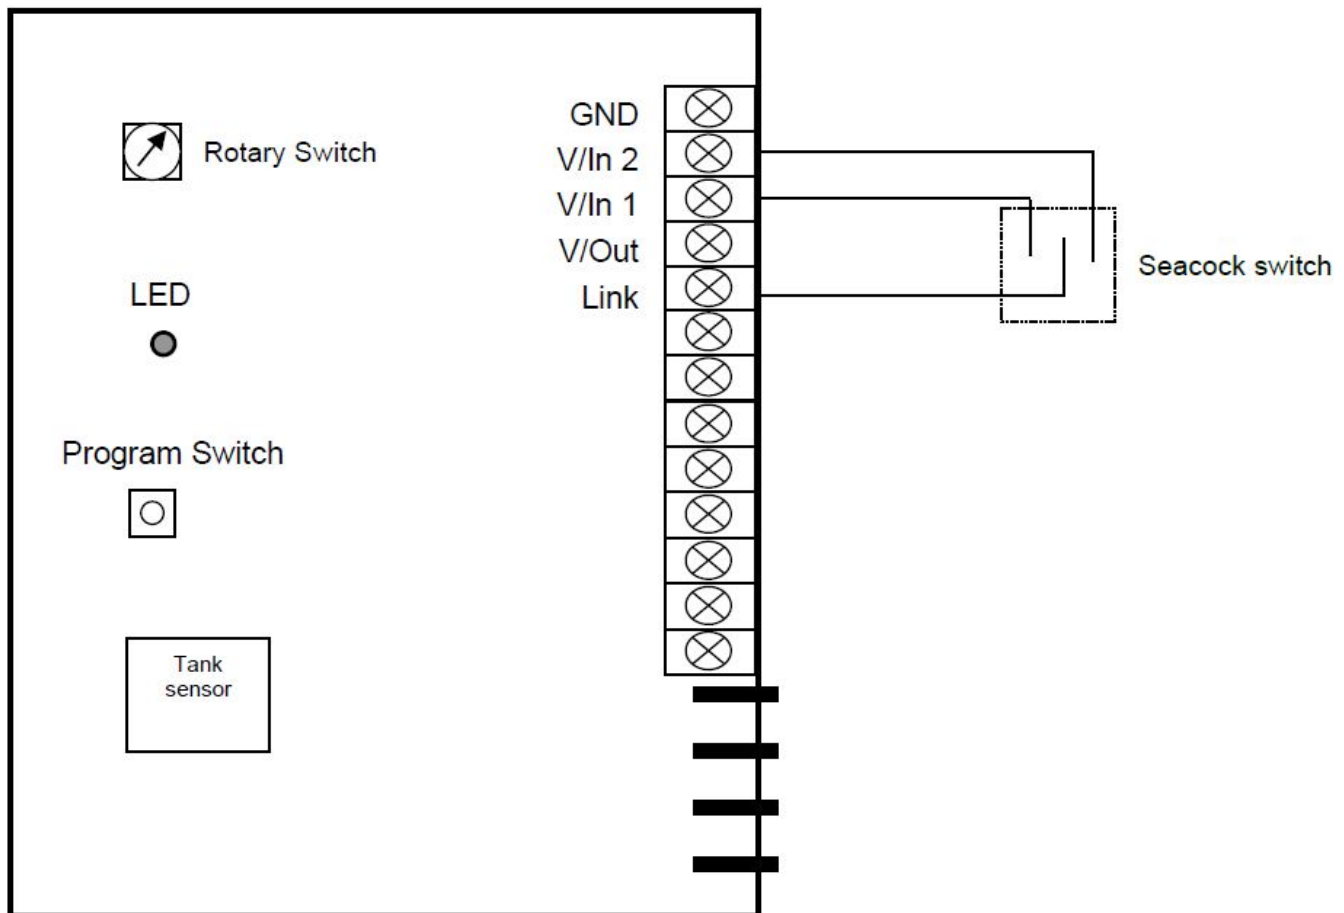 GND
Rotary Switch
V/In 2
V/In 1
V/Out
Seacock switch
LED
Link
Program Switch
Tank
sensor